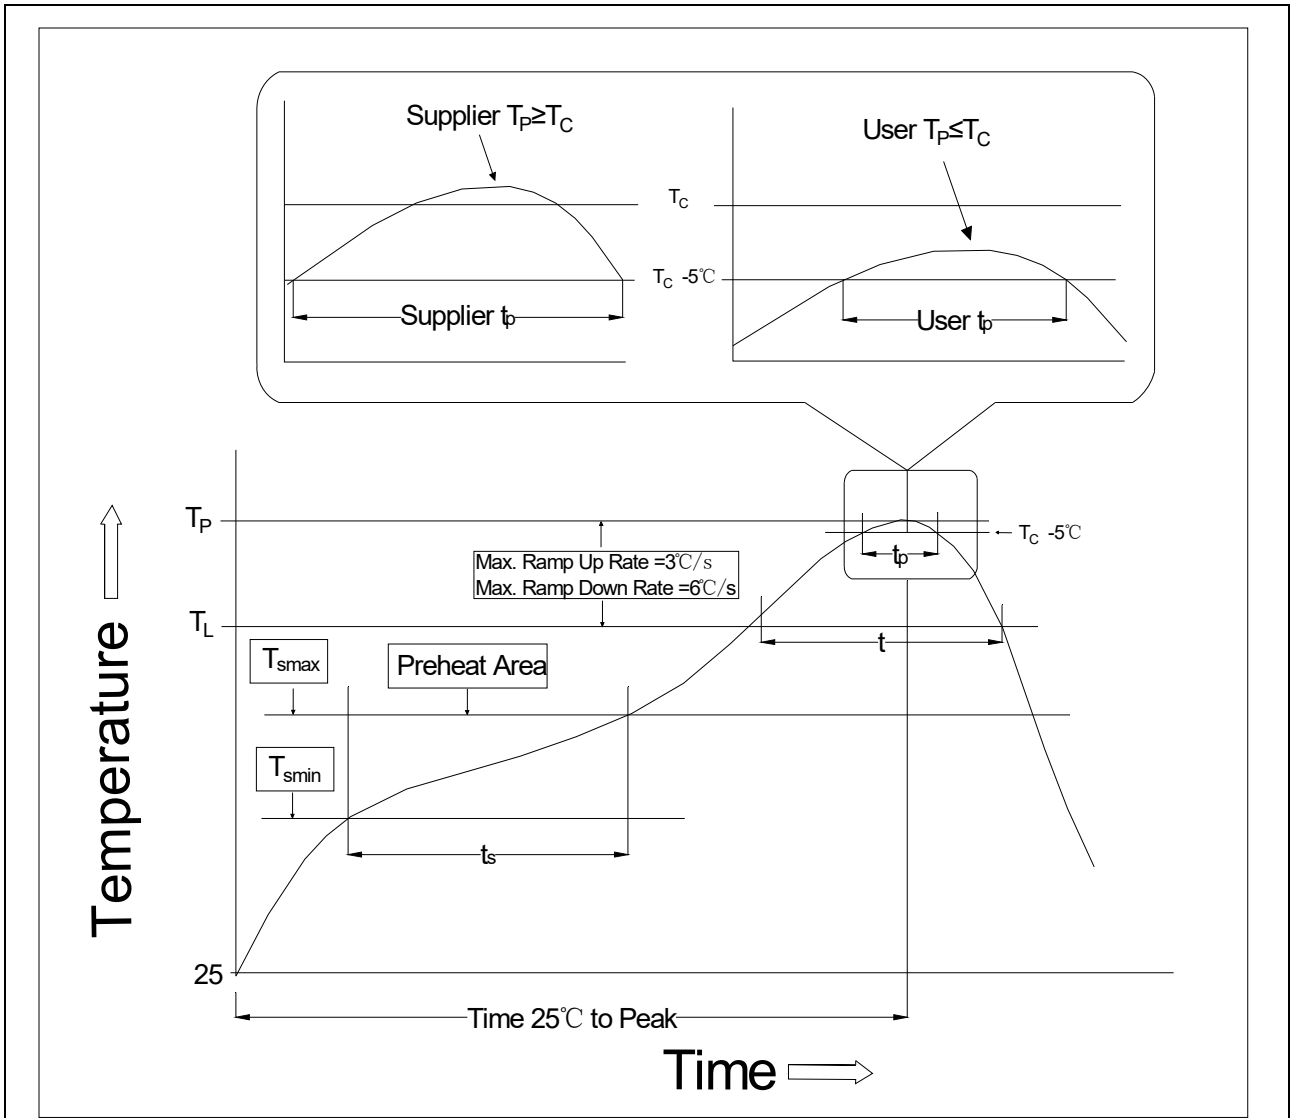 Supplier TP≥TC
User TP≤TC
TC
TC -5℃
Supplier tp
User tp
TP
TC -5℃
Max. Ramp Up Rate =3℃/s
Max. Ramp Down Rate =6℃/s
tp
TL
t
Tsmax
Preheat Area
Tsmin
ts
Temperature
25
Time 25℃ to Peak
Time